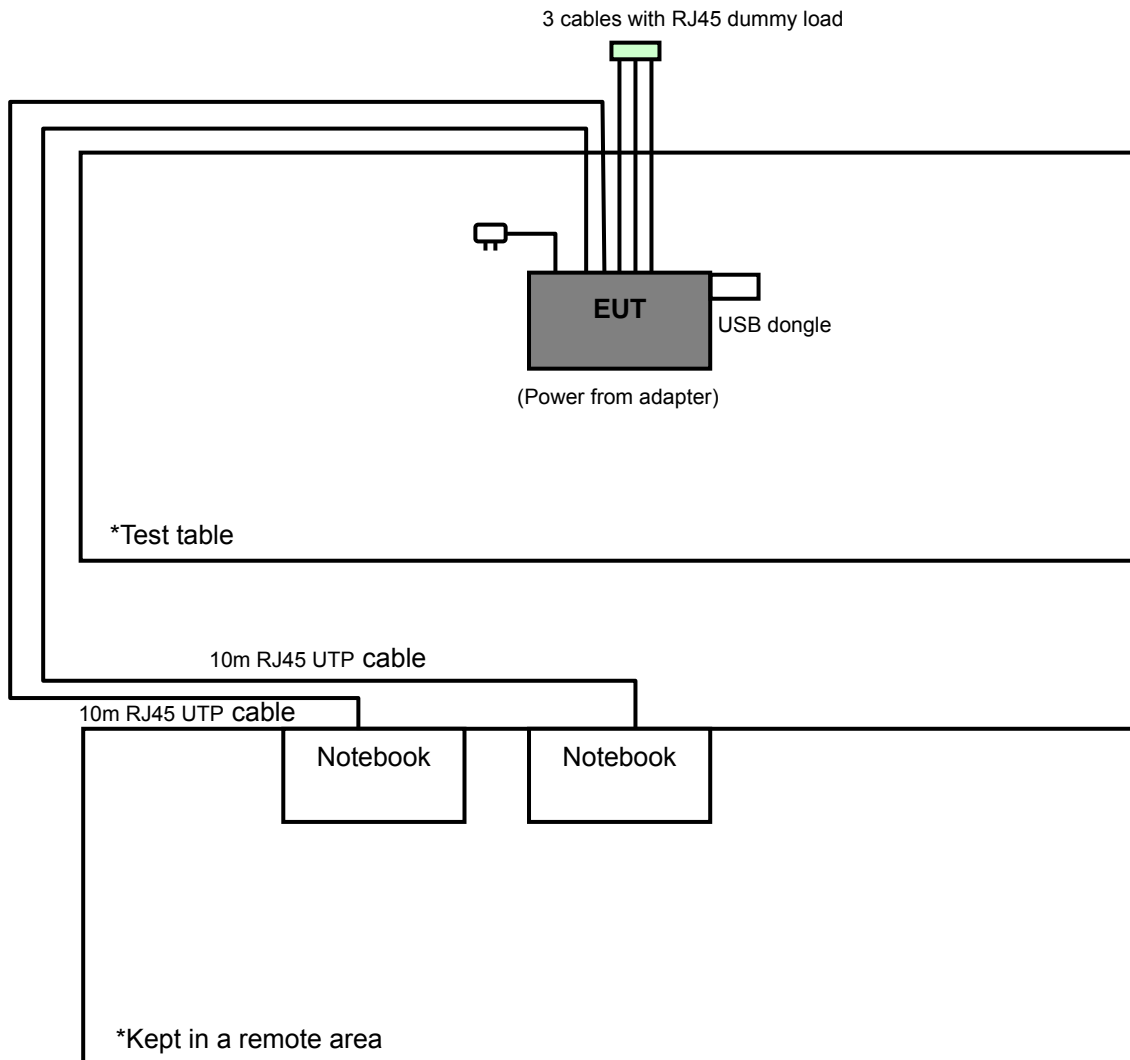 3 cables with RJ45 dummy load
EUT
USB dongle
(Power from adapter)
*Test table
10m RJ45 UTP cable
10m RJ45 UTP cable
Notebook
Notebook
*Kept in a remote area